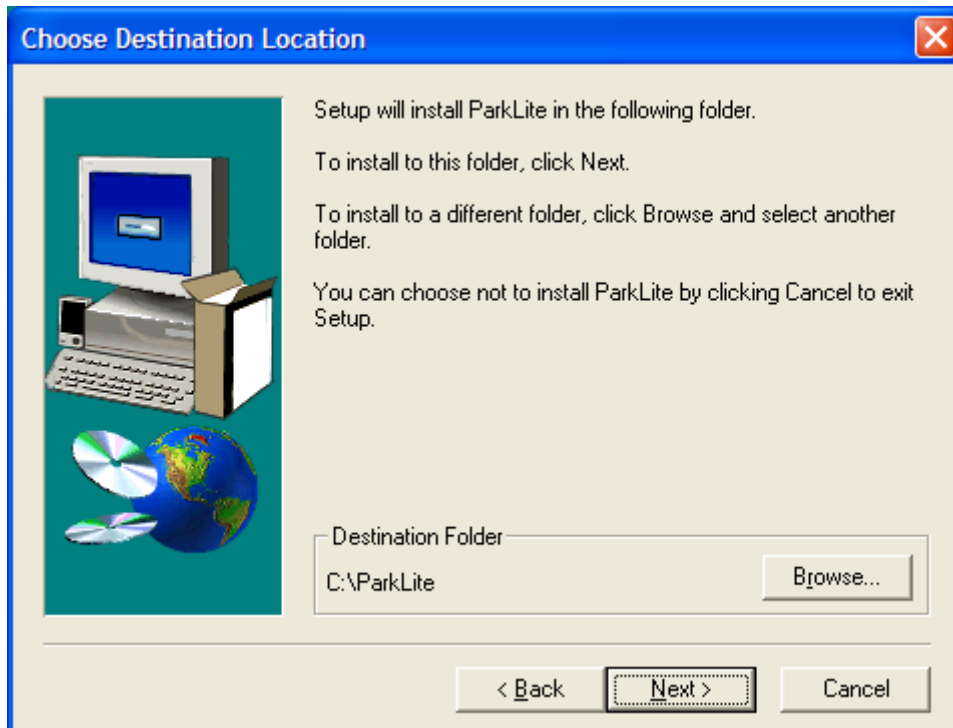 Choose Destination Location
Setup will install ParkLite in the following folder.
To install to this folder, click Next.
To install to a different folder, click Browse and select another
folder.
You can choose not to install ParkLite by clicking Cancel to exit
Setup.
Destination Folder
C:\ParkLite
Browse...
< Back
Next >
Cancel